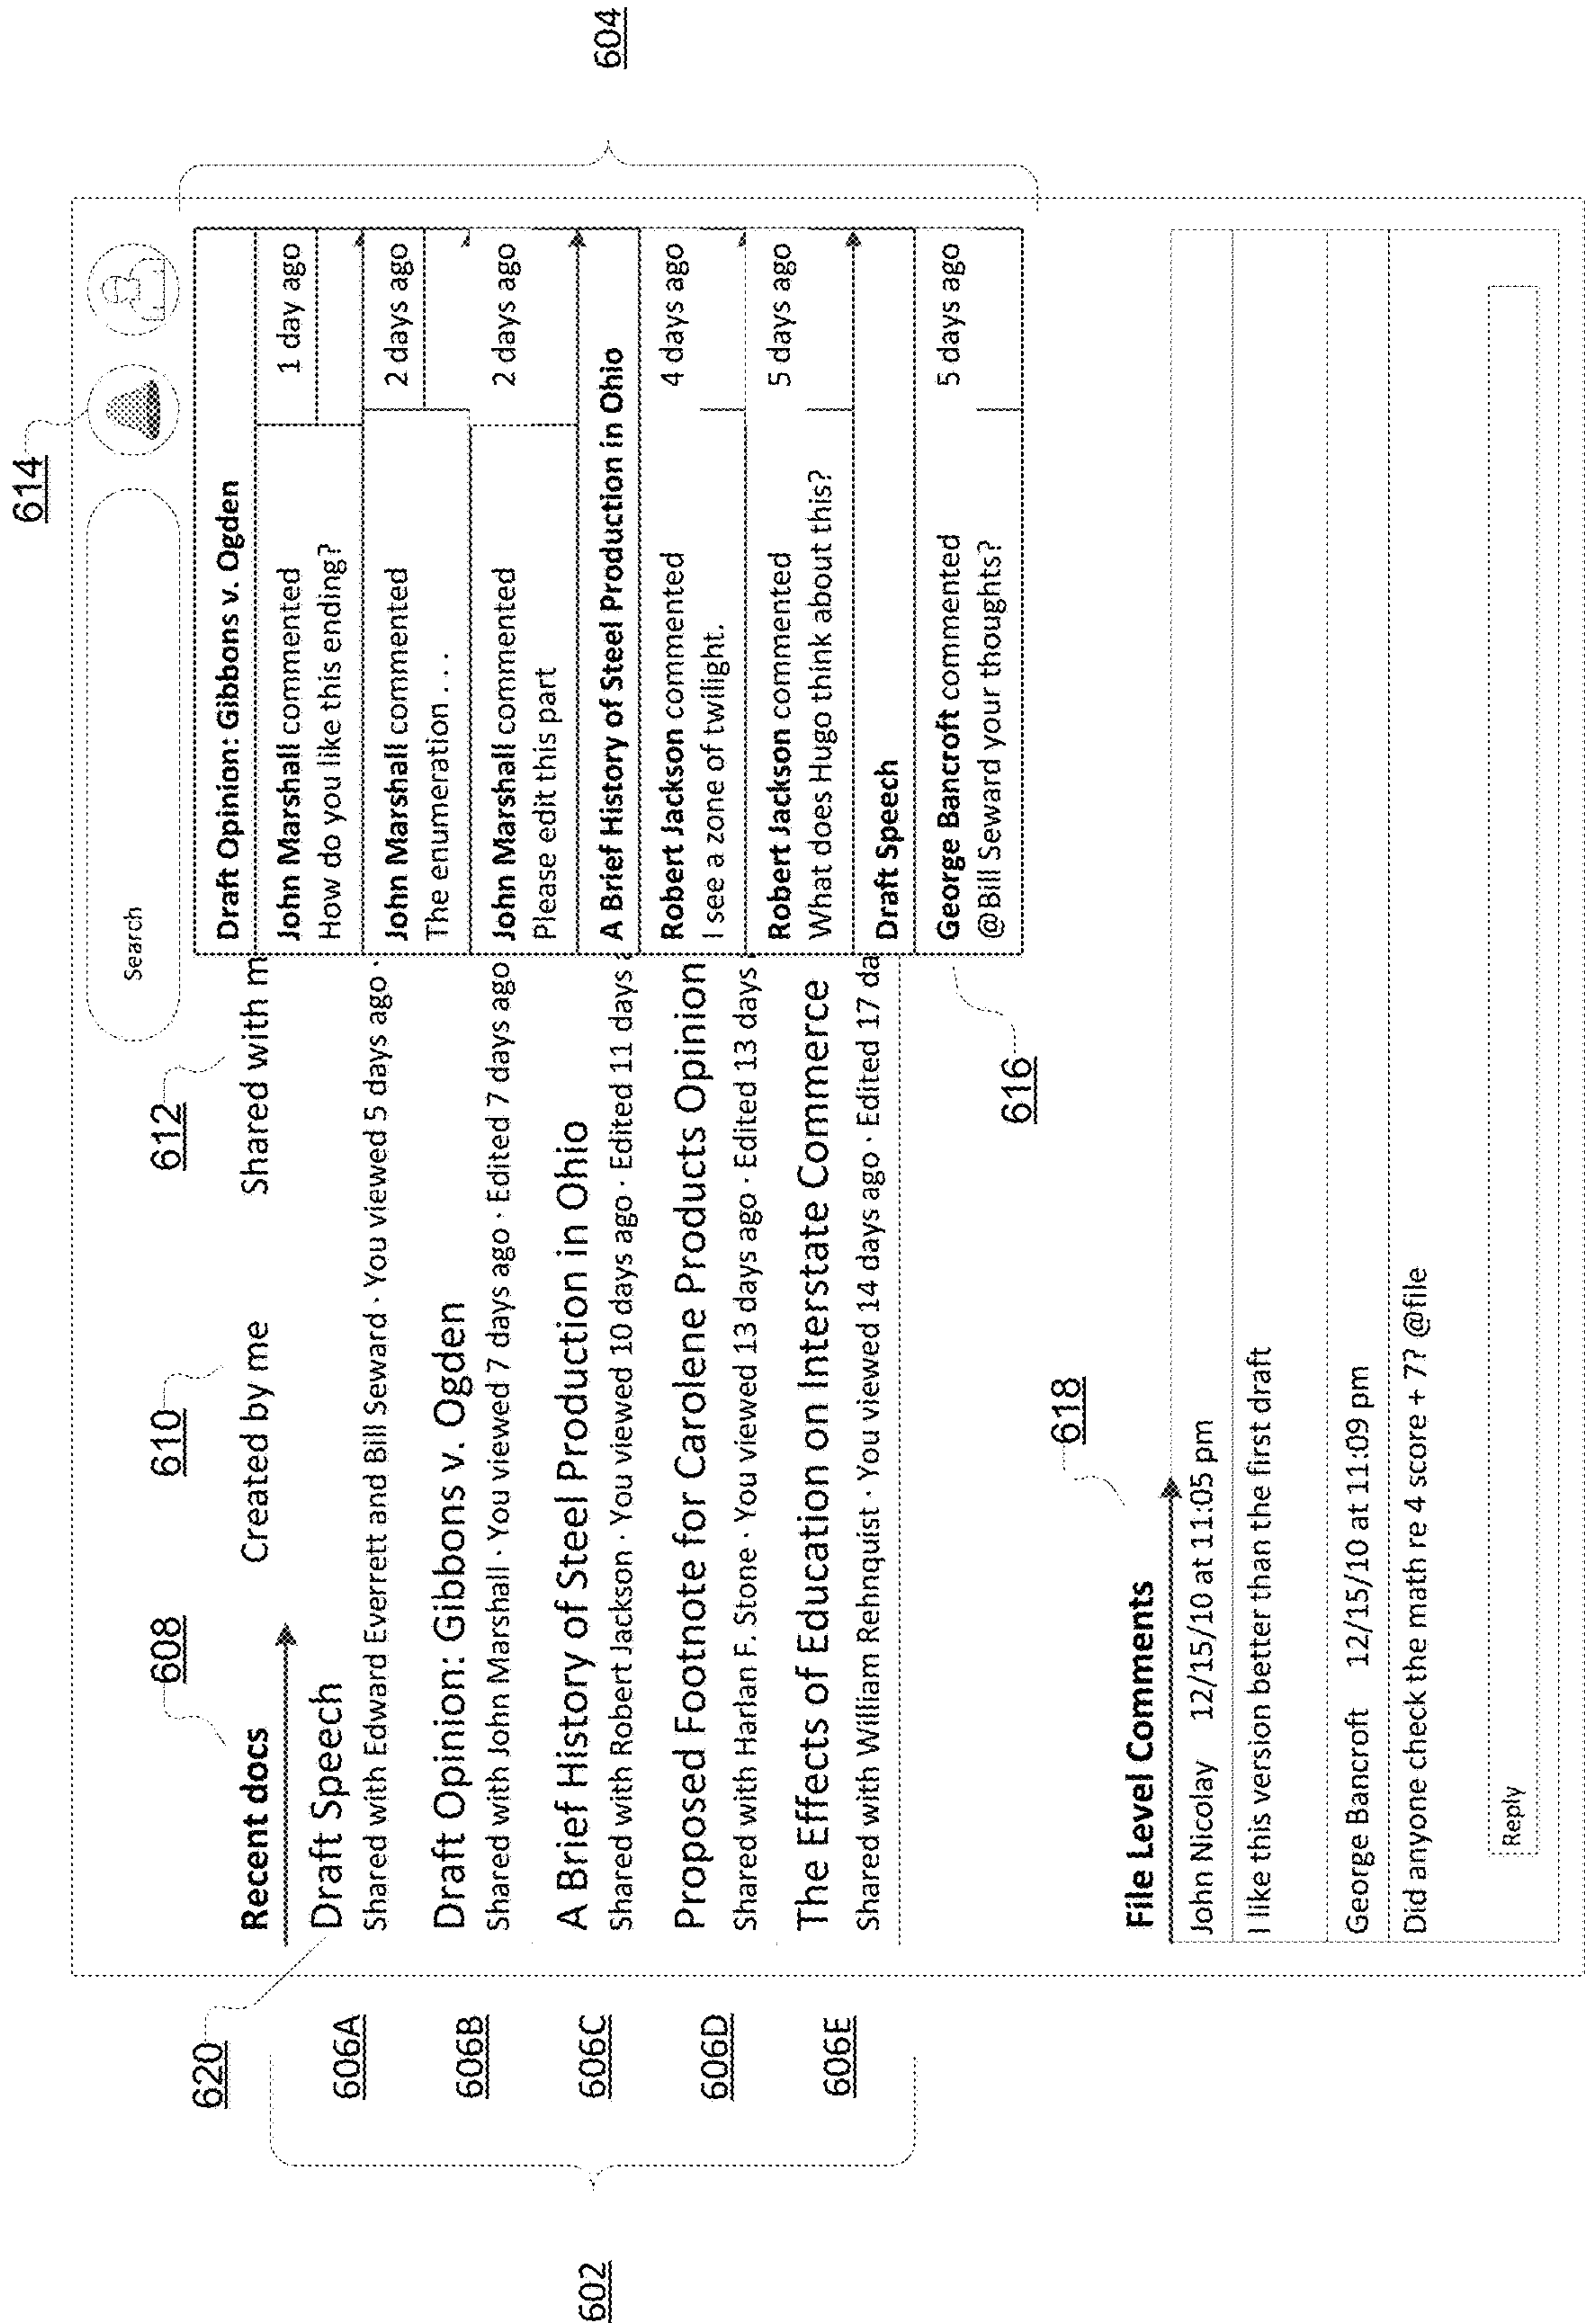 614
Search
608
610
612
Recent docs
Created by me
Shared with m
620
602
606A
Draft Speech
Shared with Edward Everrett and Bill Seward · You viewed 5 days ago ·
606B
Draft Opinion: Gibbons v. Ogden
Shared with John Marshall · You viewed 7 days ago · Edited 7 days ago
606C
A Brief History of Steel Production in Ohio
Shared with Robert Jackson · You viewed 10 days ago · Edited 11 days
606D
Proposed Footnote for Carolene Products Opinion
Shared with Harlan F. Stone · You viewed 13 days ago · Edited 13 days
606E
The Effects of Education on Interstate Commerce
Shared with William Rehnquist · You viewed 14 days ago · Edited 17 da
604
Draft Opinion: Gibbons v. Ogden
John Marshall commented 1 day ago
How do you like this ending?
John Marshall commented 2 days ago
The enumeration . . .
John Marshall commented 2 days ago
Please edit this part
A Brief History of Steel Production in Ohio
Robert Jackson commented 4 days ago
I see a zone of twilight.
Robert Jackson commented 5 days ago
What does Hugo think about this?
Draft Speech
George Bancroft commented 5 days ago
@Bill Seward your thoughts?
616
618
File Level Comments
John Nicolay 12/15/10 at 11:05 pm
I like this version better than the first draft
George Bancroft 12/15/10 at 11:09 pm
Did anyone check the math re 4 score + 7? @file
Reply